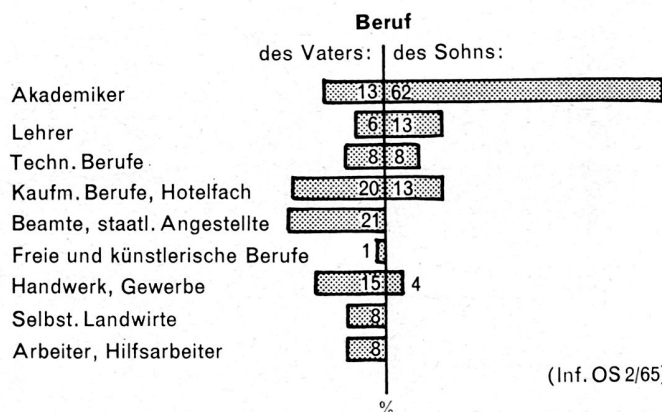 Beruf
des Vaters: des Sohns:
Akademiker 13 62
Lehrer 6 13
Techn. Berufe 8 8
Kaufm. Berufe, Hotelfach 20 13
Beamte, staatl. Angestellte 21
Freie und künstlerische Berufe 1
Handwerk, Gewerbe 15 4
Selbst. Landwirte 8
Arbeiter, Hilfsarbeiter 8
(Inf. OS 2/65)
%